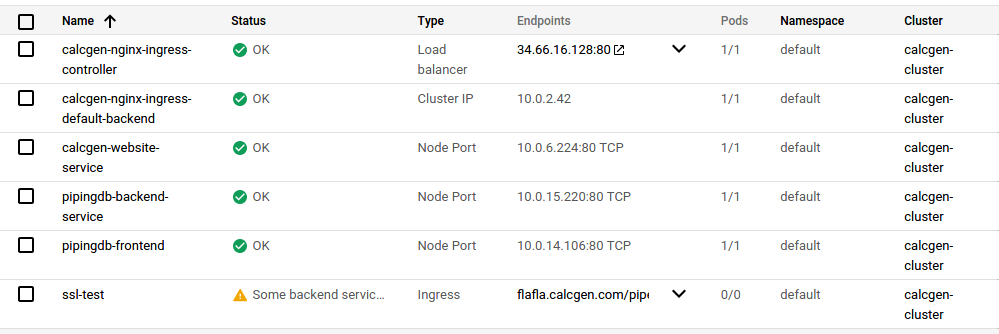 Name Status Type Endpoints Pods Namespace Cluster
calcgen-nginx-ingress- OK Load 34.66.16.128:80 1/1 default calcgen-
controller balancer cluster
calcgen-nginx-ingress- OK Cluster IP 10.0.2.42 1/1 default calcgen-
default-backend cluster
calcgen-website- OK Node Port 10.0.6.224:80 TCP 1/1 default calcgen-
service cluster
pipingdb-backend- OK Node Port 10.0.15.220:80 TCP 1/1 default calcgen-
service cluster
pipingdb-frontend OK Node Port 10.0.14.106:80 TCP 1/1 default calcgen-
cluster
ssl-test Some backend servic... Ingress flafla.calcgen.com/pipe 0/0 default calcgen-
cluster